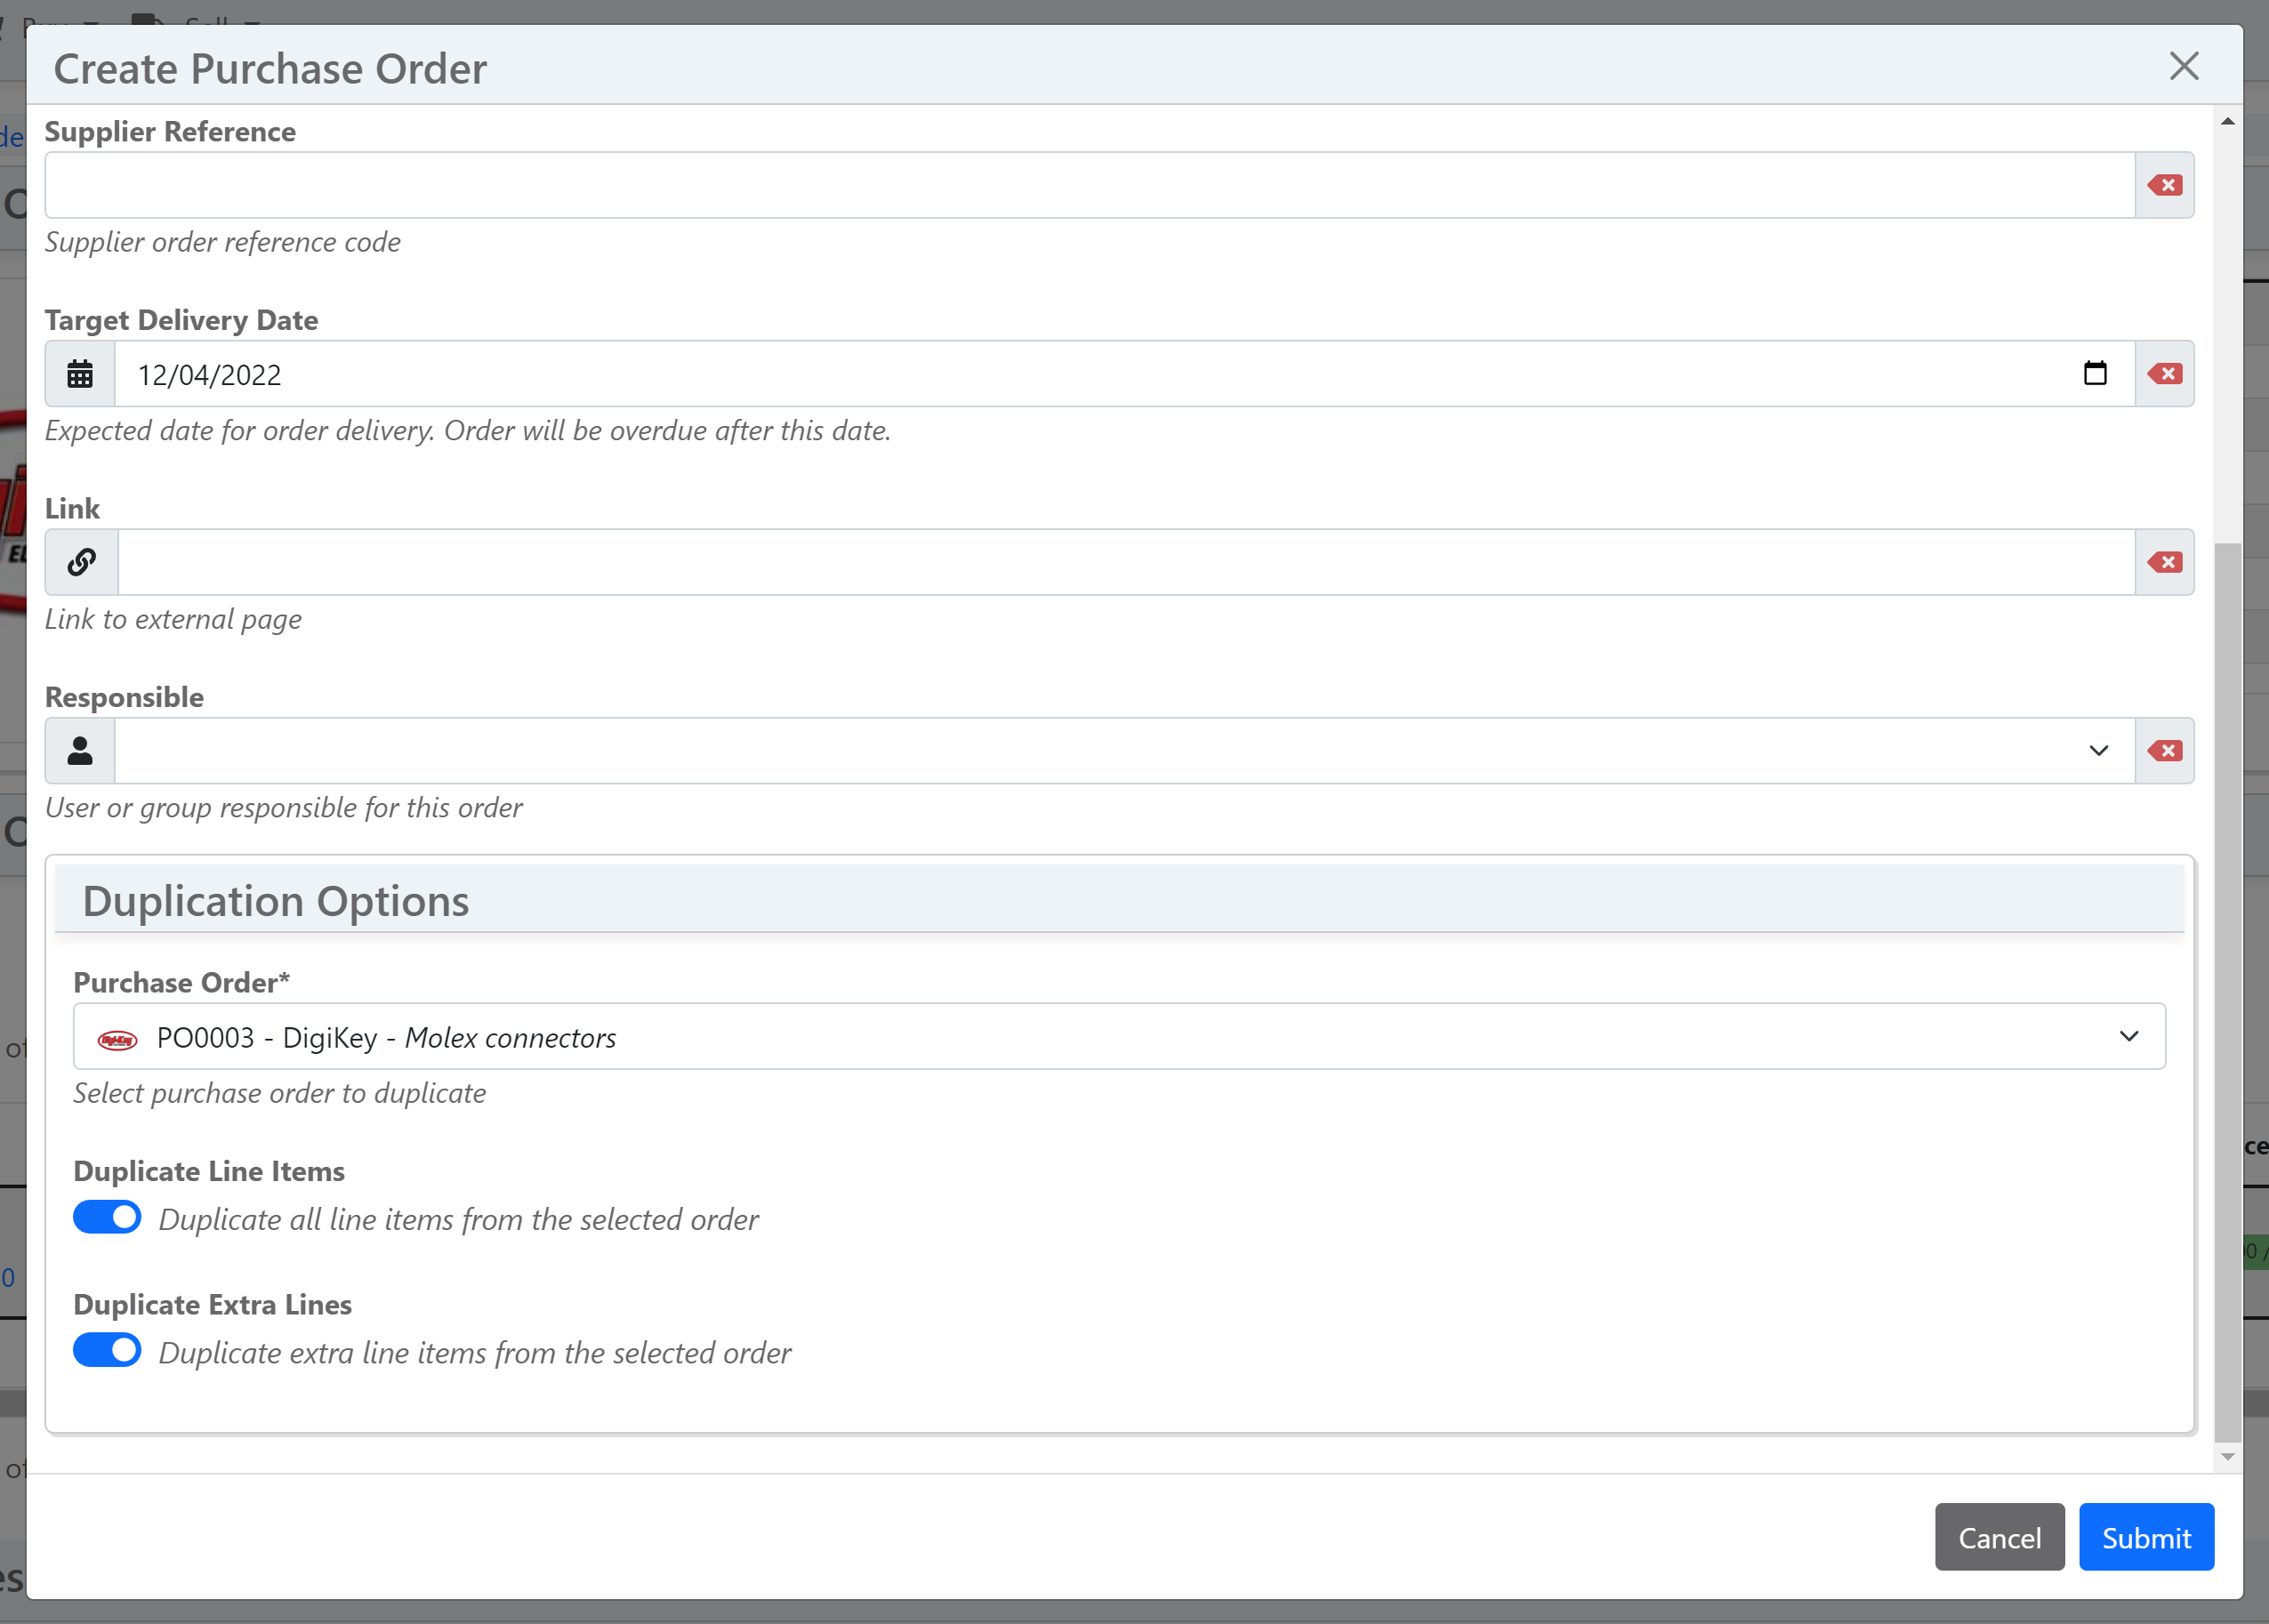 Create Purchase Order
Supplier Reference
Supplier order reference code
Target Delivery Date
12/04/2022
Expected date for order delivery. Order will be overdue after this date.
Link
Link to external page
Responsible
User or group responsible for this order
Duplication Options
Purchase Order*
PO0003 - DigiKey - Molex connectors
Select purchase order to duplicate
Duplicate Line Items
Duplicate all line items from the selected order
Duplicate Extra Lines
Duplicate extra line items from the selected order
Cancel Submit